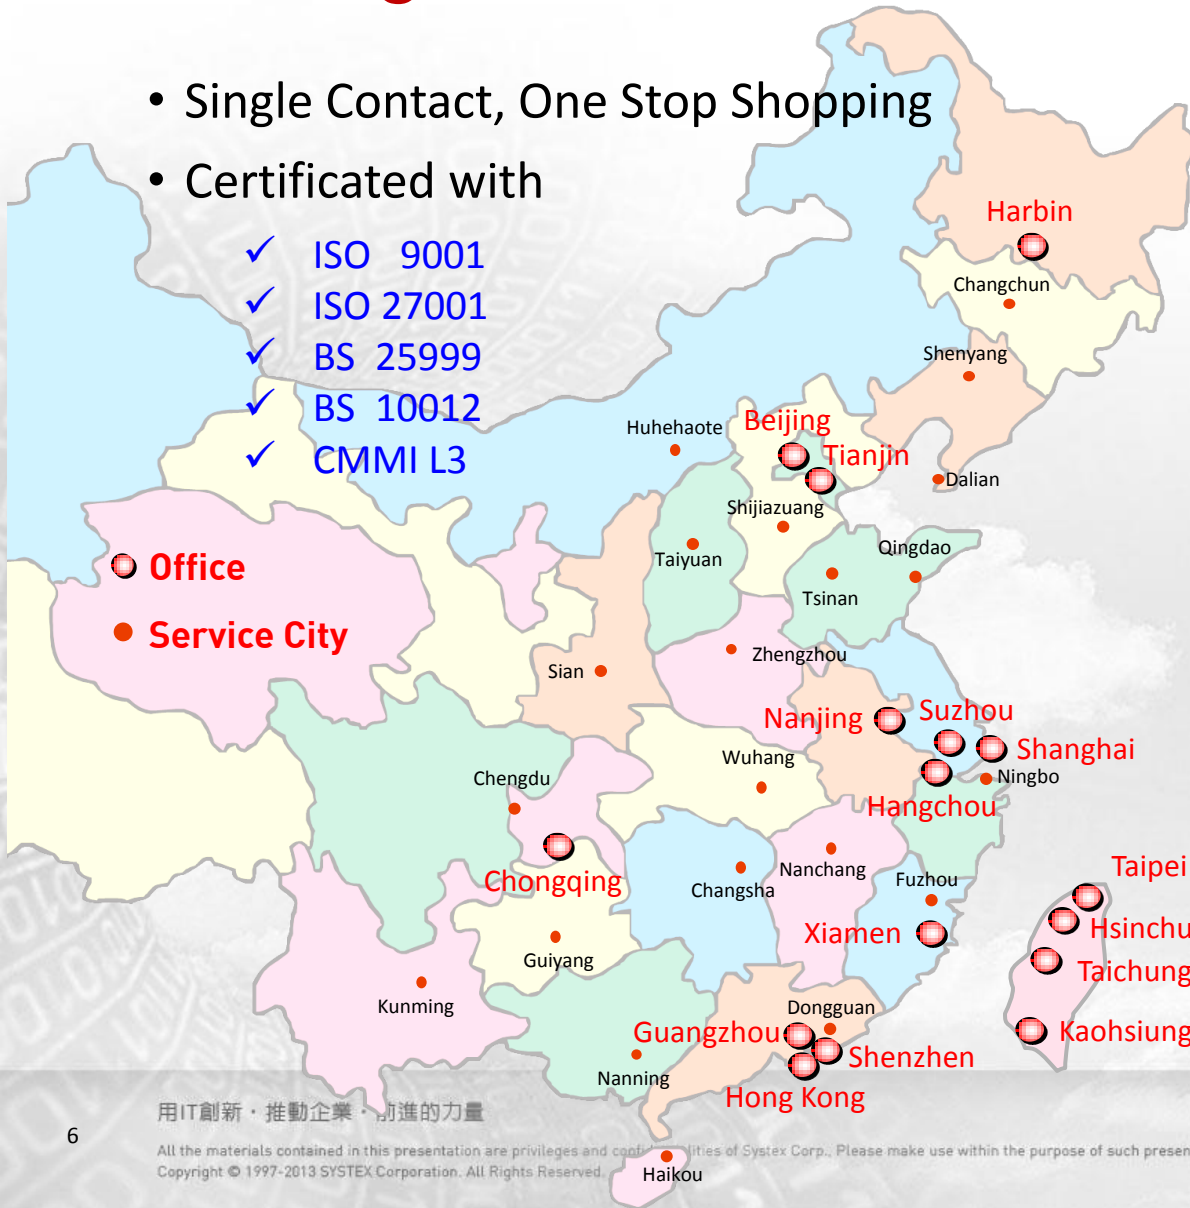 • Single Contact, One Stop Shopping
• Certificated with
✓ ISO 9001
✓ ISO 27001
✓ BS 25999
✓ BS 10012
✓ CMMI L3
Harbin
Changchun
Shenyang
Huhehaote
Beijing
Tianjin
Dalian
Shijiazuang
Taiyuan
Qingdao
Tsinan
Office
Service City
Zhengzhou
Sian
Nanjing
Suzhou
Shanghai
Wuhang
Chengdu
Ningbo
Hangchou
Chongqing
Changsha
Nanchang
Fuzhou
Taipei
Xiamen
Hsinchu
Guiyang
Taichung
Kunming
Dongguan
Guangzhou
Kaohsiung
Shenzhen
Nanning
Hong Kong
用IT創新・推動企業・前進的力量
6
All the materials contained in this presentation are privileges and of Systex Corp., Please make use within the purpose of such
Copyright © 1997-2013 SYSTEX Corporation. All Rights Reserved.
Haikou